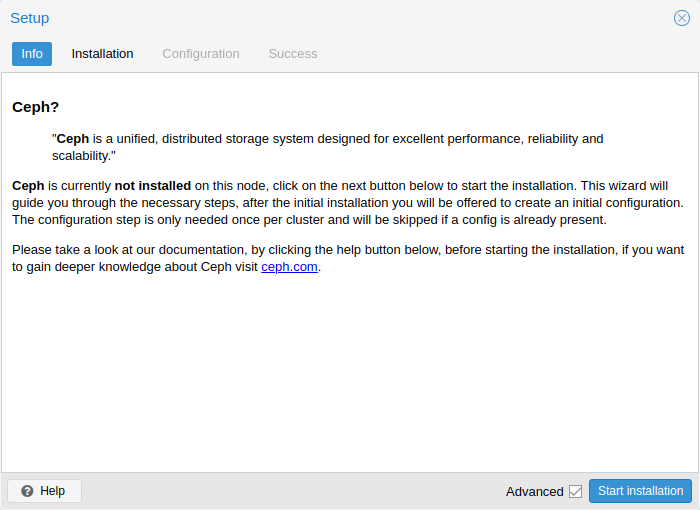 Setup
Info Installation Configuration Success
Ceph?
"Ceph is a unified, distributed storage system designed for excellent performance, reliability and
scalability."
Ceph is currently not installed on this node, click on the next button below to start the installation. This wizard will
guide you through the necessary steps, after the initial installation you will be offered to create an initial configuration.
The configuration step is only needed once per cluster and will be skipped if a config is already present.
Please take a look at our documentation, by clicking the help button below, before starting the installation, if you want
to gain deeper knowledge about Ceph visit ceph.com.
Help Advanced Start installation